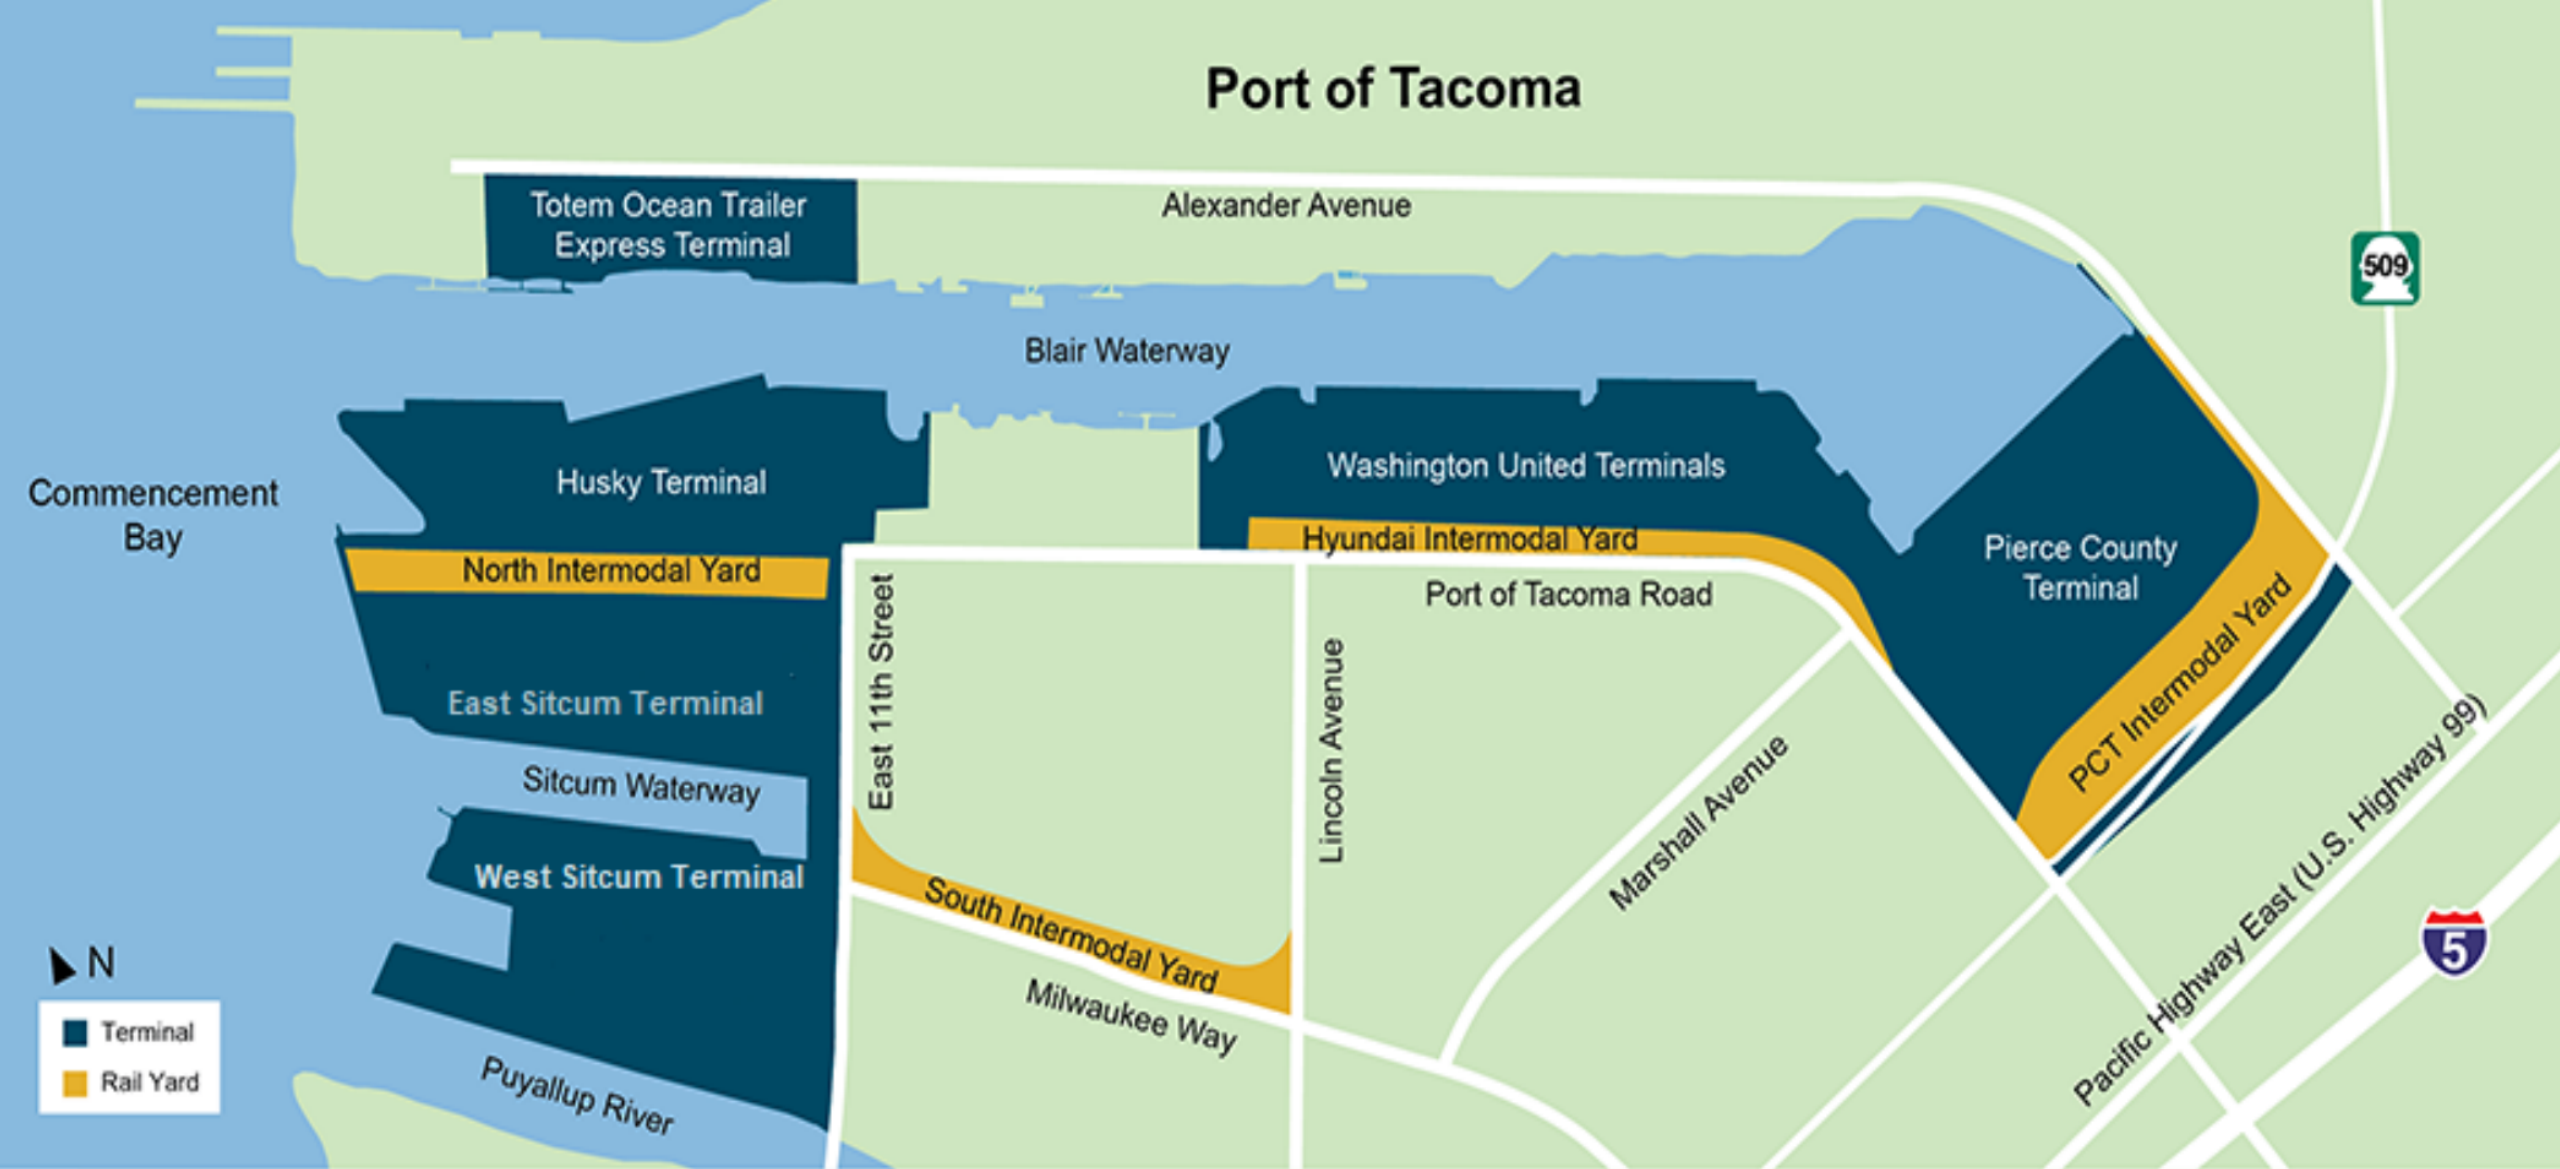 Port of Tacoma
Totem Ocean Trailer
Express Terminal
Alexander Avenue
509
Blair Waterway
Commencement
Bay
Husky Terminal
Washington United Terminals
North Intermodal Yard
Hyundai Intermodal Yard
Pierce County
Terminal
Port of Tacoma Road
East 11th Street
Lincoln Avenue
East Sitcum Terminal
PCT Intermodal Yard
Sitcum Waterway
Marshall Avenue
West Sitcum Terminal
South Intermodal Yard
Milwaukee Way
Pacific Highway East (U.S. Highway 99)
5
N
Terminal
Rail Yard
Puyallup River